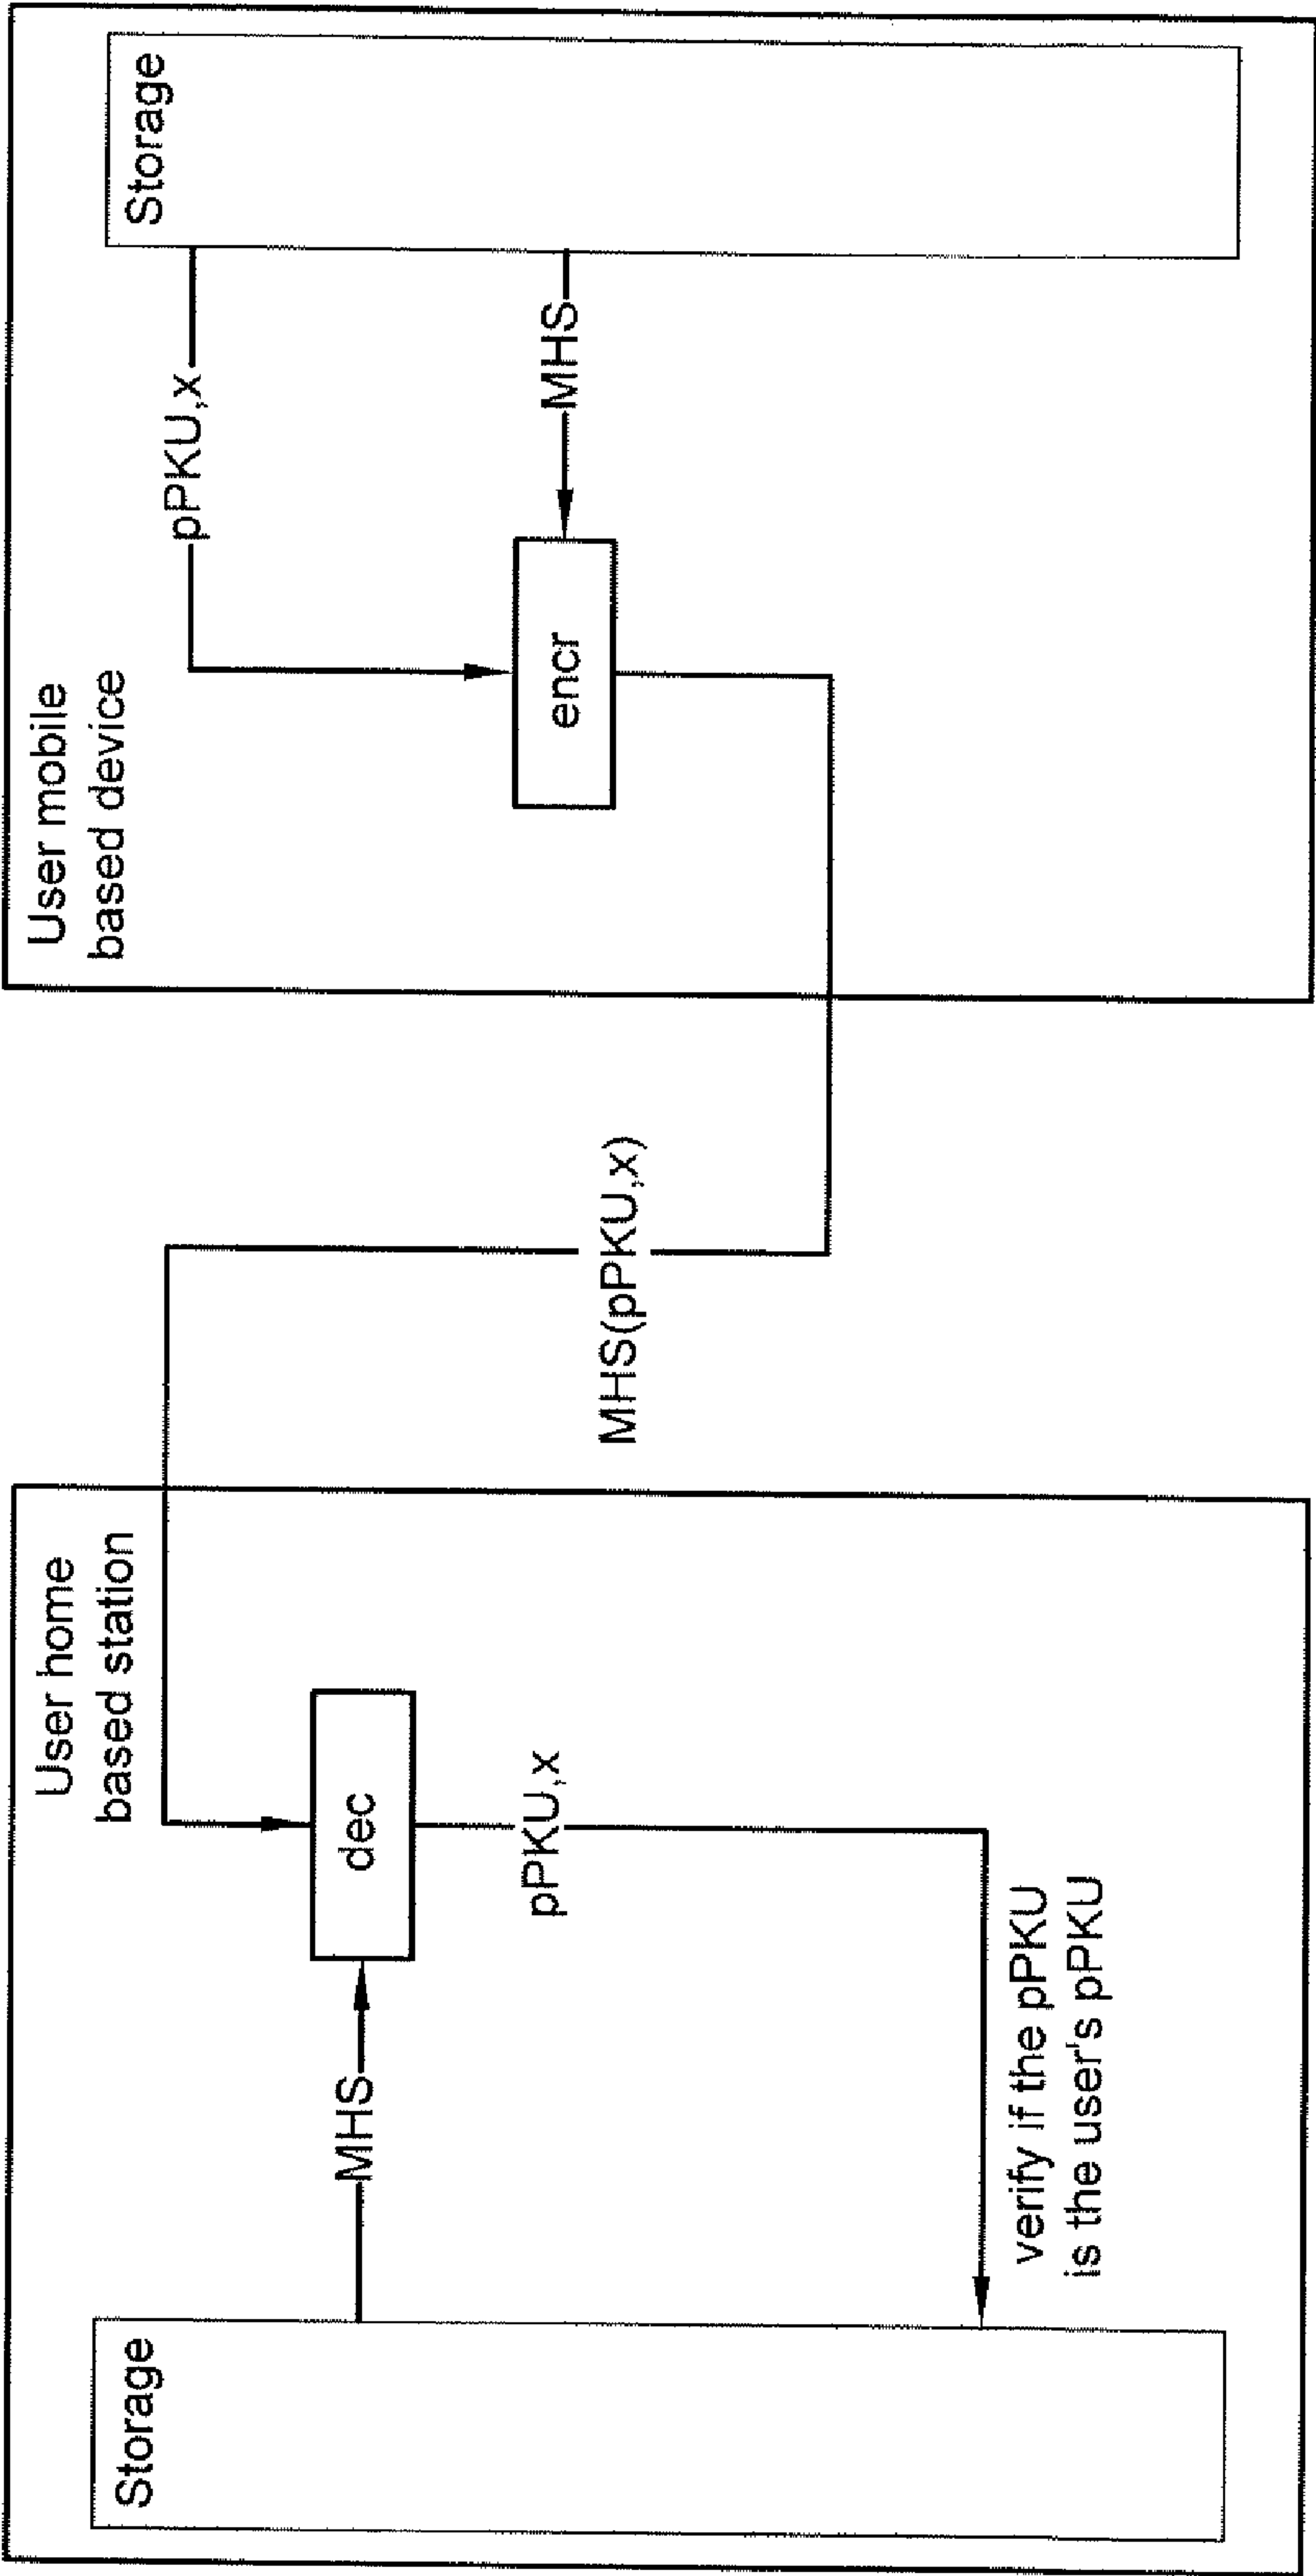 User home
based station
Storage
MHS
dec
pPKU,x
verify if the pPKU
is the user's pPKU
MHS(pPKU,x)
User mobile
based device
Storage
pPKU,x
MHS
encr